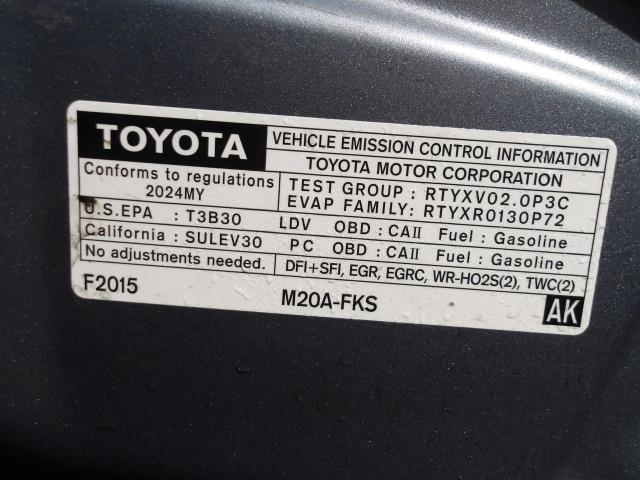 TOYOTA
VEHICLE EMISSION CONTROL INFORMATION
TOYOTA MOTOR CORPORATION
Conforms to regulations
2024MY
TEST GROUP : RTYXV02.0P3C
EVAP FAMILY: RTYXR0130P72
U.S.EPA : T3B30 LDV OBD : CAII Fuel : Gasoline
California : SULEV30 PC OBD : CAII Fuel : Gasoline
No adjustments needed. DFI+SFI, EGR, EGRC, WR-HO2S(2), TWC(2)
F2015 M20A-FKS AK